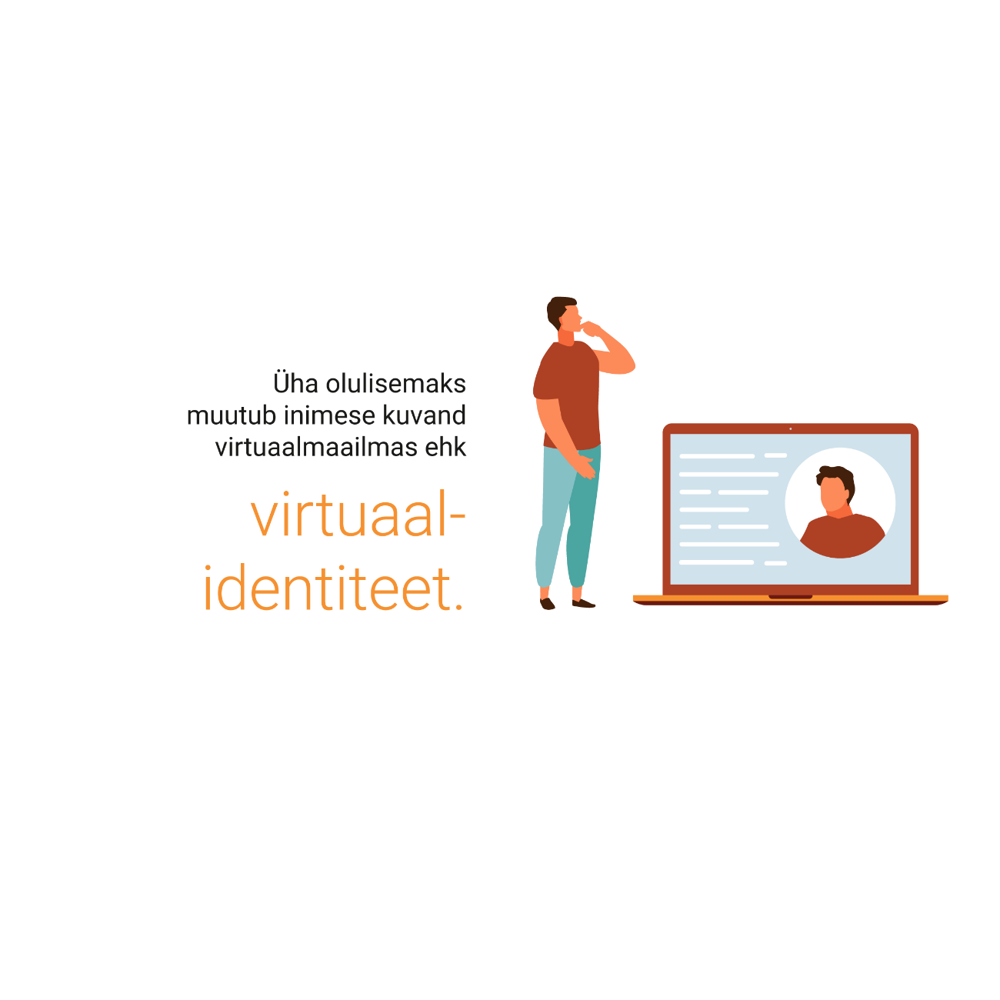 Üha olulisemaks
muutub inimese kuvand
virtuaalmaailmas ehk
virtuaal-
identiteet.